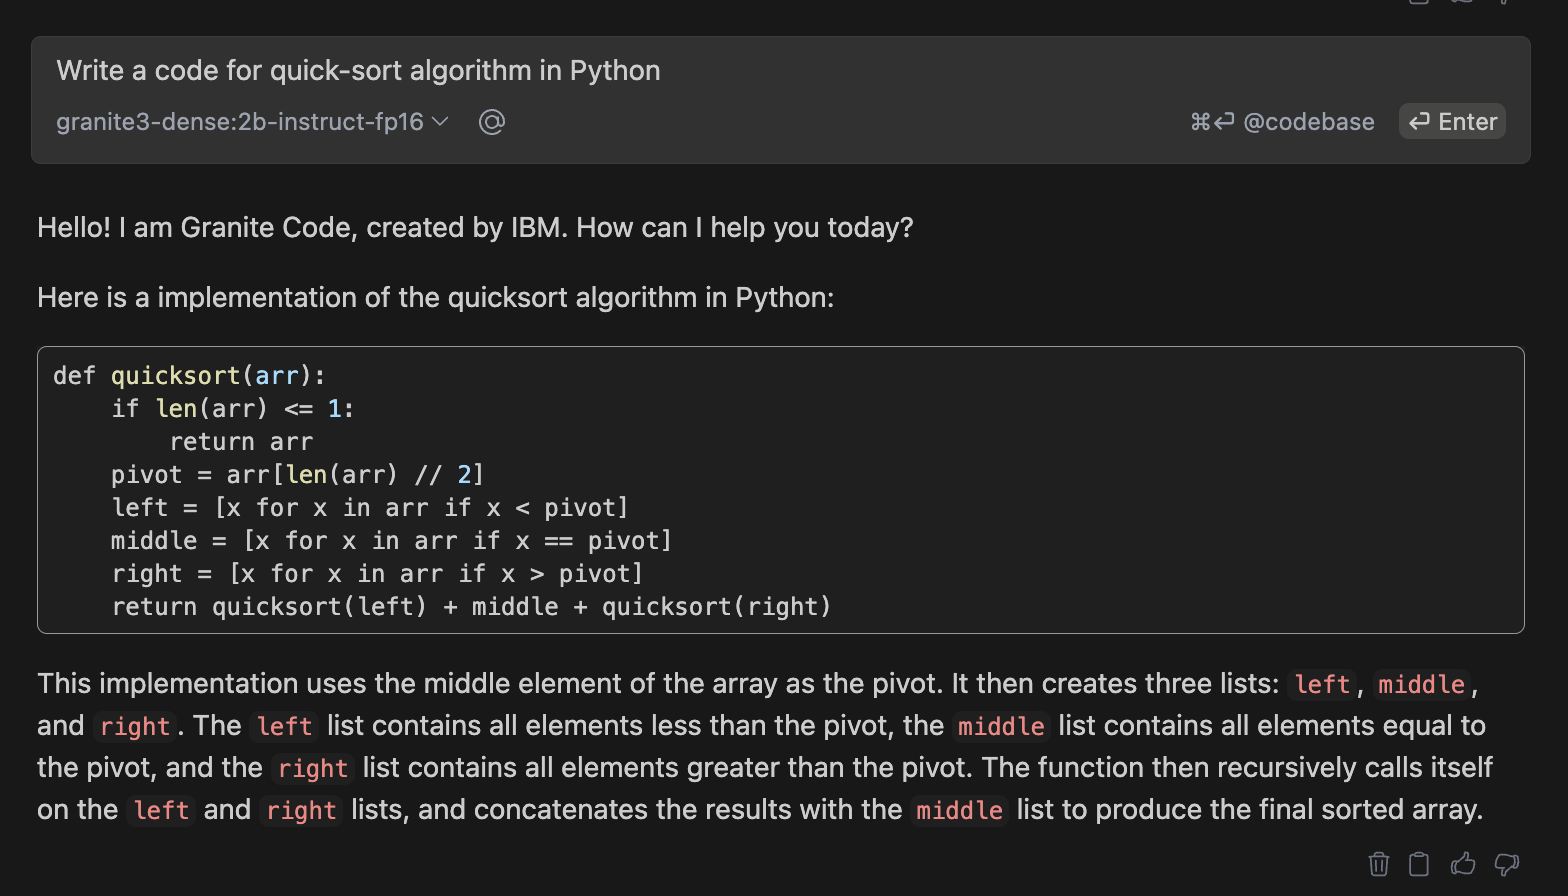 Write a code for quick-sort algorithm in Python
granite3-dense:2b-instruct-fp16 @ ⌘⏎ @codebase ⏎ Enter
Hello! I am Granite Code, created by IBM. How can I help you today?
Here is a implementation of the quicksort algorithm in Python:
def quicksort(arr):
    if len(arr) <= 1:
        return arr
    pivot = arr[len(arr) // 2]
    left = [x for x in arr if x < pivot]
    middle = [x for x in arr if x == pivot]
    right = [x for x in arr if x > pivot]
    return quicksort(left) + middle + quicksort(right)
This implementation uses the middle element of the array as the pivot. It then creates three lists: left, middle,
and right. The left list contains all elements less than the pivot, the middle list contains all elements equal to
the pivot, and the right list contains all elements greater than the pivot. The function then recursively calls itself
on the left and right lists, and concatenates the results with the middle list to produce the final sorted array.